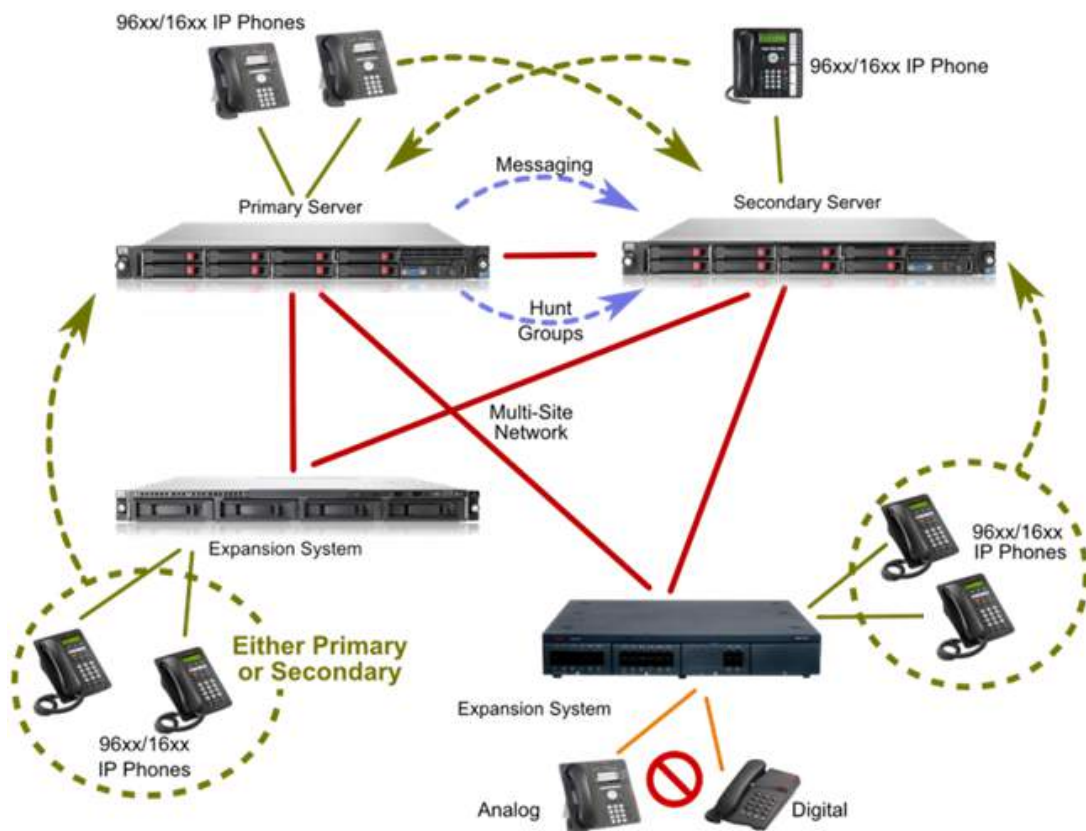 96xx/16xx IP Phones
96xx/16xx IP Phone
Messaging
Primary Server
Secondary Server
Hunt
Groups
Multi-Site
Network
Expansion System
96xx/16xx
IP Phones
Either Primary
or Secondary
96xx/16xx
IP Phones
Expansion System
Analog
Digital